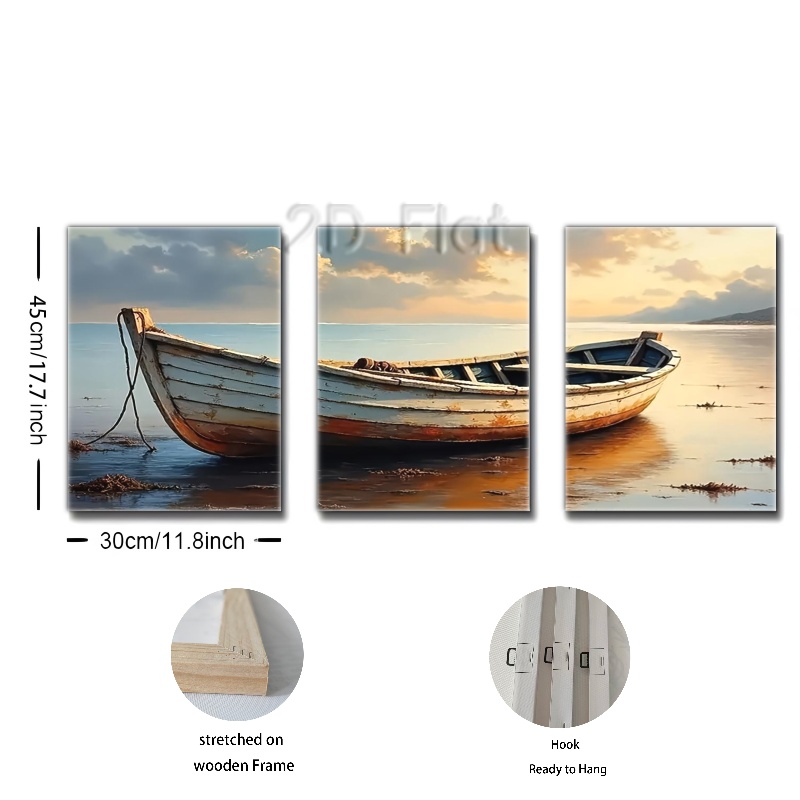 2D Flat
45cm/17.7inch
30cm/11.8inch
stretched on
wooden Frame
Hook
Ready to Hang